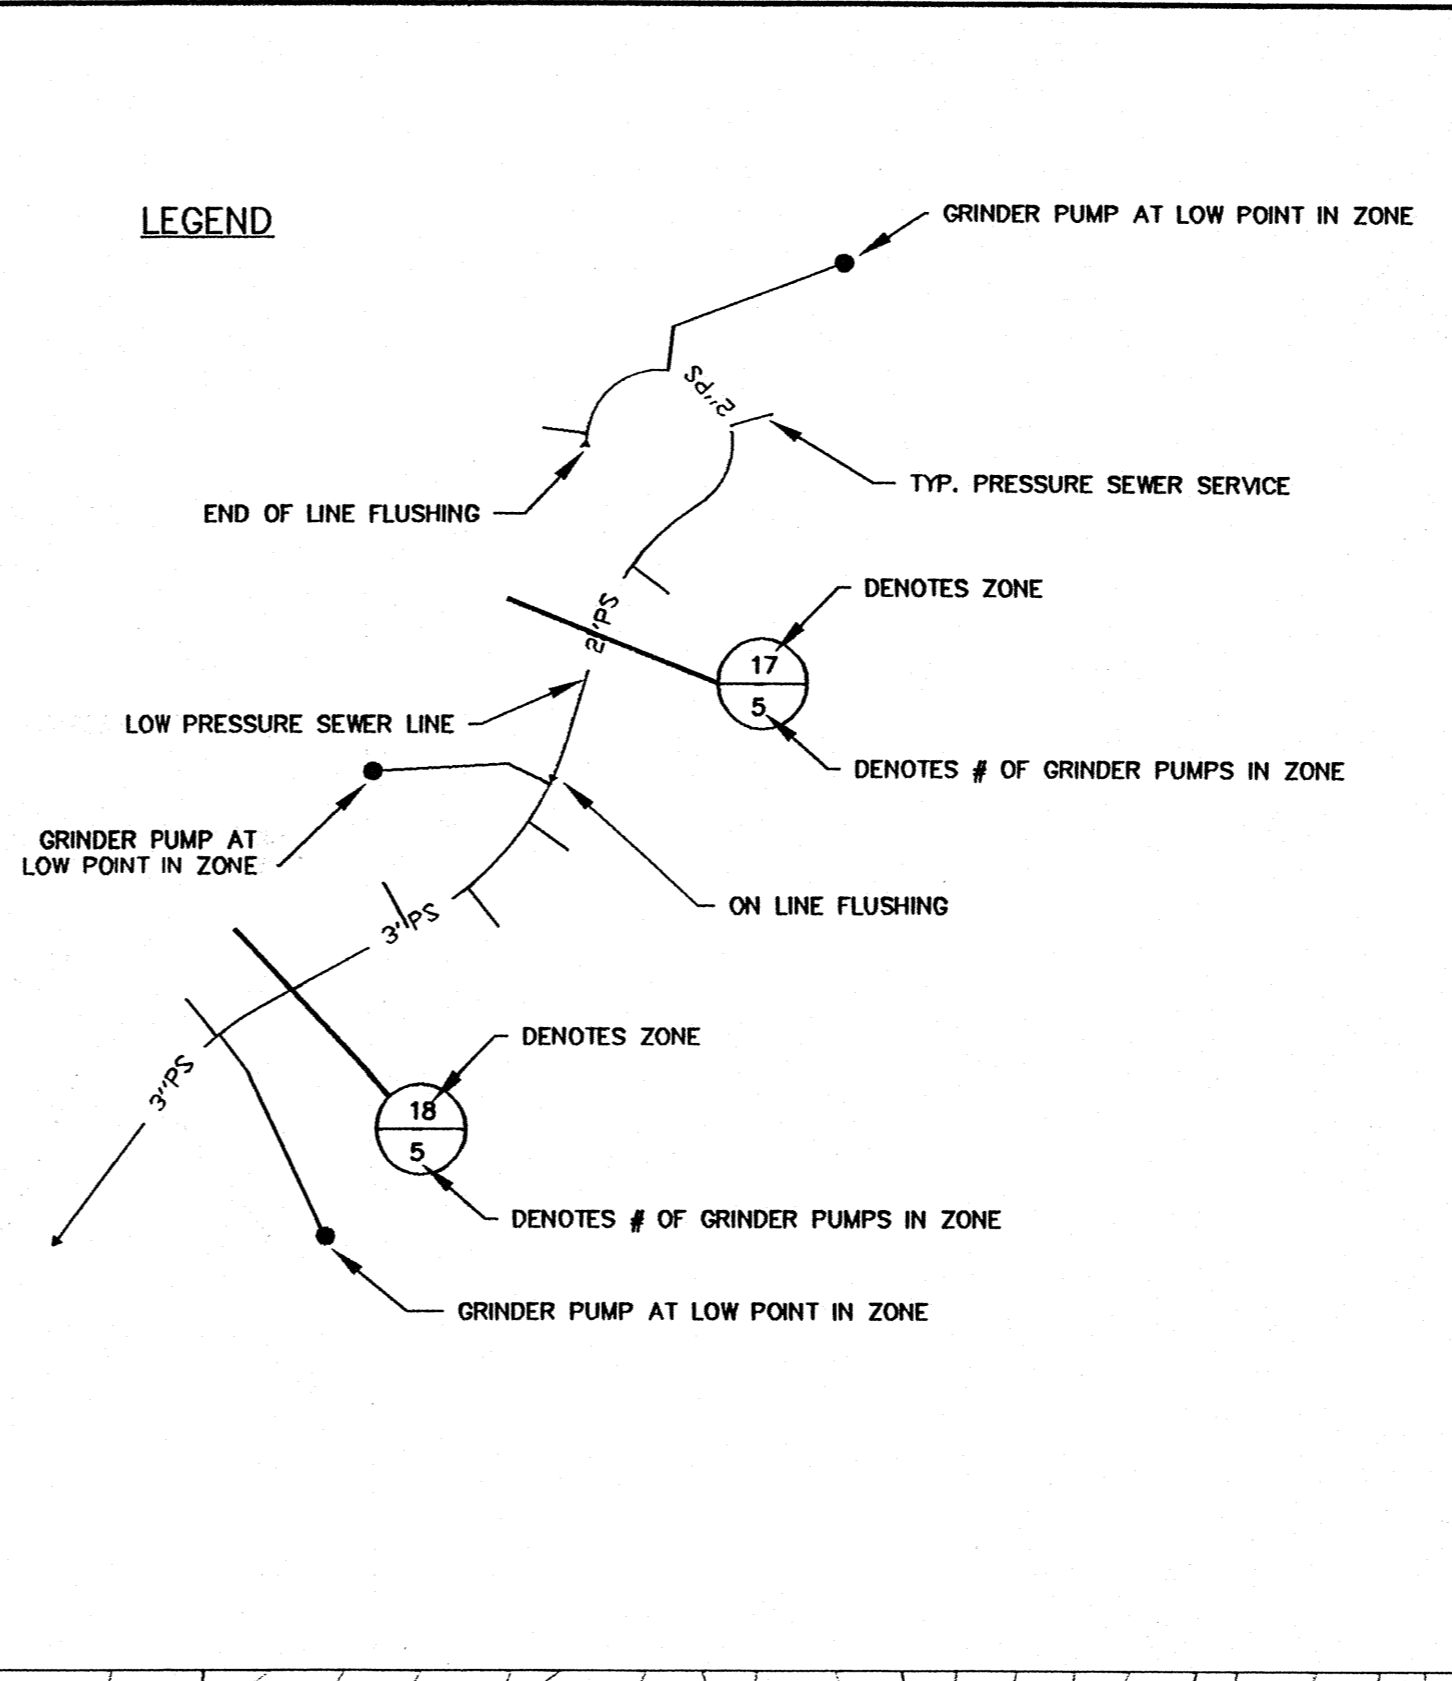 LEGEND
GRINDER PUMP AT LOW POINT IN ZONE
2"PS
TYP. PRESSURE SEWER SERVICE
END OF LINE FLUSHING
DENOTES ZONE
2"PS
17
5
LOW PRESSURE SEWER LINE
DENOTES # OF GRINDER PUMPS IN ZONE
GRINDER PUMP AT
LOW POINT IN ZONE
ON LINE FLUSHING
3"PS
DENOTES ZONE
3"PS
18
5
DENOTES # OF GRINDER PUMPS IN ZONE
GRINDER PUMP AT LOW POINT IN ZONE